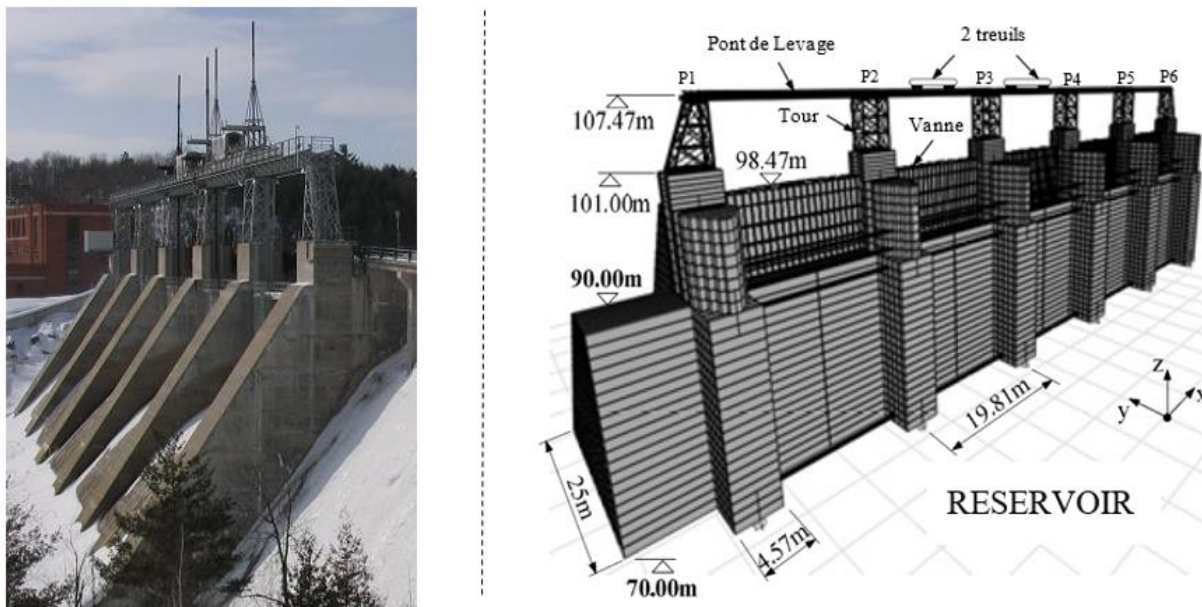 Pont de Levage
2 treuils
P1
P2
P3
P4
P5
P6
107.47m
Tour
Vanne
98.47m
101.00m
90.00m
19.81m
z
y
x
25m
4.57m
RESERVOIR
70.00m